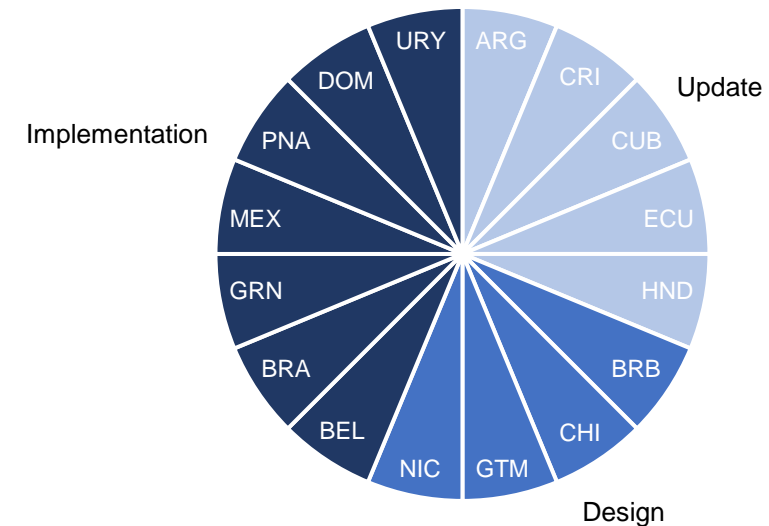 URY
ARG
DOM
CRI
Update
Implementation
PNA
CUB
MEX
ECU
GRN
HND
BRA
BRB
BEL
CHI
NIC
GTM
Design